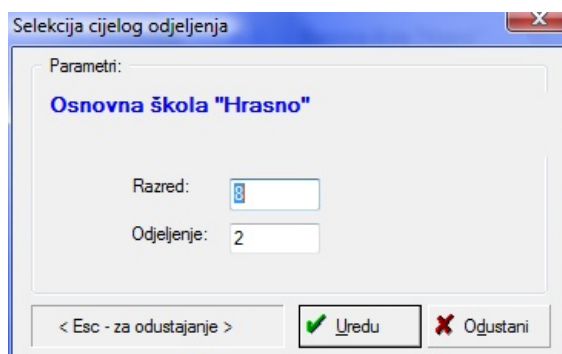 Selekcija cijelog odjeljenja
Parametri:
Osnovna škola "Hrasno"
Razred: 8
Odjeljenje: 2
< Esc - za odustajanje > Uredu Odustani